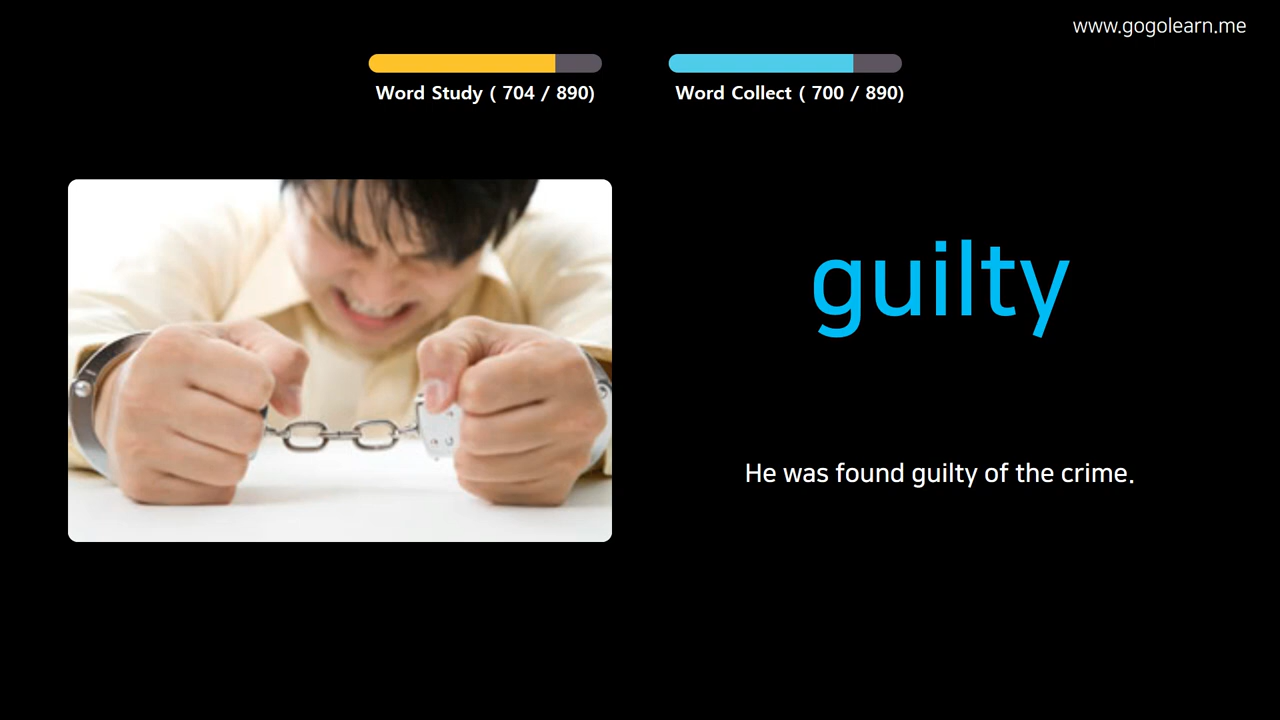 www.gogolearn.me
Word Study ( 704 / 890)
Word Collect ( 700 / 890)
guilty
He was found guilty of the crime.